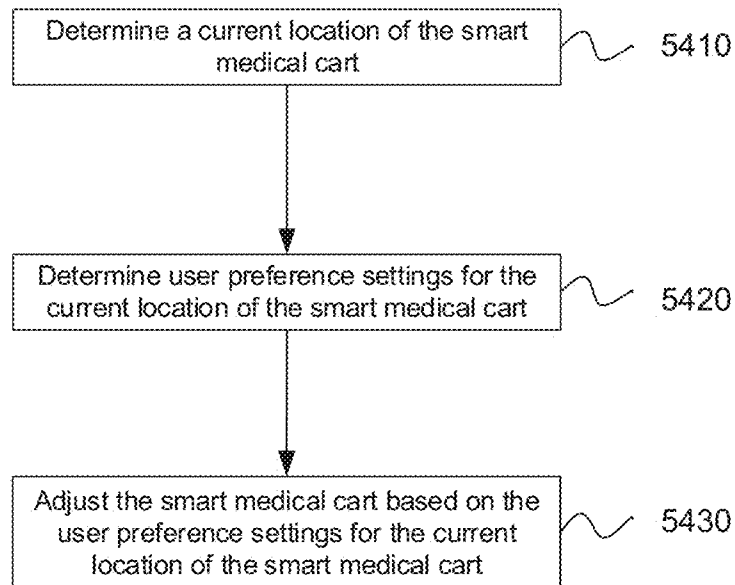 Determine a current location of the smart
medical cart
5410
Determine user preference settings for the
current location of the smart medical cart
5420
Adjust the smart medical cart based on the
user preference settings for the current
location of the smart medical cart
5430